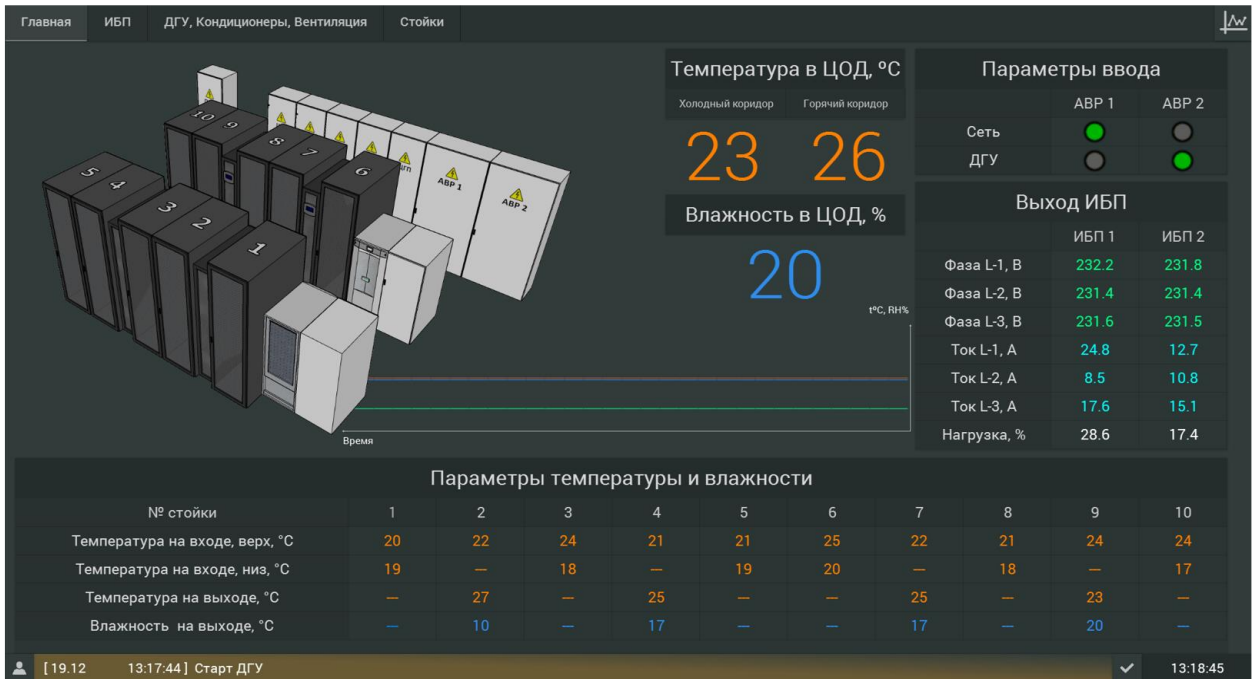 Главная ИБП ДГУ, Кондиционеры, Вентиляция Стойки
10 9
8 7
6
5 4
3 2
1
АВР 1
АВР 2
Температура в ЦОД, ºC
Холодный коридор Горячий коридор
23 26
Влажность в ЦОД, %
20
tºC, RH%
Время
Параметры ввода
АВР 1 АВР 2
Сеть
ДГУ
Выход ИБП
ИБП 1 ИБП 2
Фаза L-1, В 232.2 231.8
Фаза L-2, В 231.4 231.4
Фаза L-3, В 231.6 231.5
Ток L-1, А 24.8 12.7
Ток L-2, А 8.5 10.8
Ток L-3, А 17.6 15.1
Нагрузка, % 28.6 17.4
Параметры температуры и влажности
№ стойки 1 2 3 4 5 6 7 8 9 10
Температура на входе, верх, °C 20 22 24 21 21 25 22 21 24 24
Температура на входе, низ, °C 19 — 18 — 19 20 — 18 — 17
Температура на выходе, °C — 27 — 25 — — 25 — 23 —
Влажность на выходе, °C — 10 — 17 — — 17 — 20 —
[ 19.12 13:17:44 ] Старт ДГУ 13:18:45